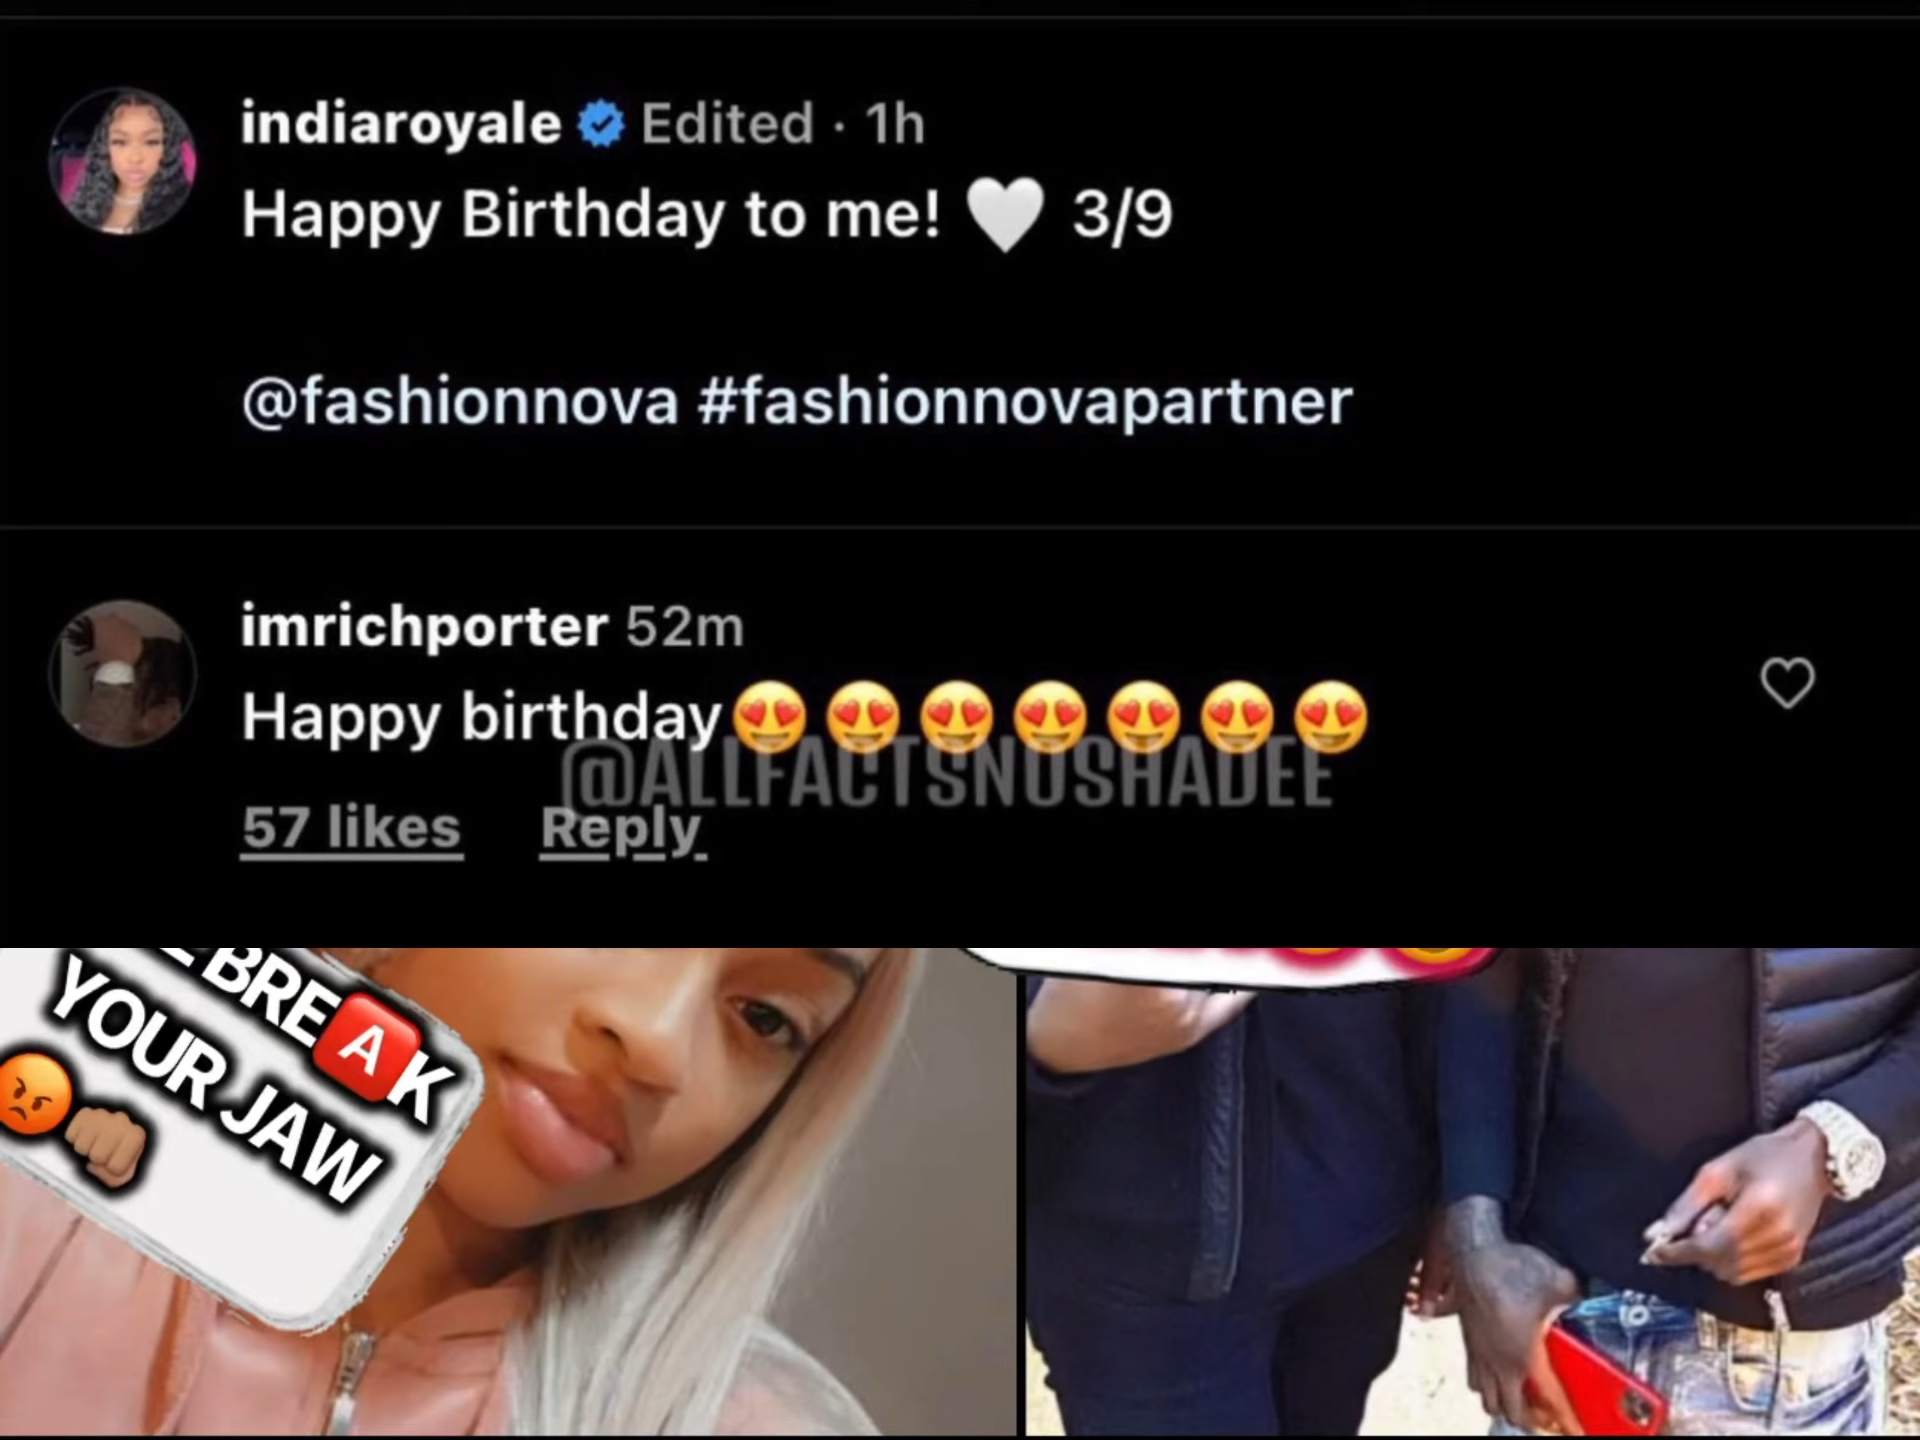 indiaroyale Edited · 1h
Happy Birthday to me! 🤍 3/9
@fashionnova #fashionnovapartner
imrichporter 52m
Happy birthday😍😍😍😍😍😍😍
@ALLFACTSNOSHADEE
57 likes Reply
BRE🅰️K
YOUR JAW
😡👊🏽